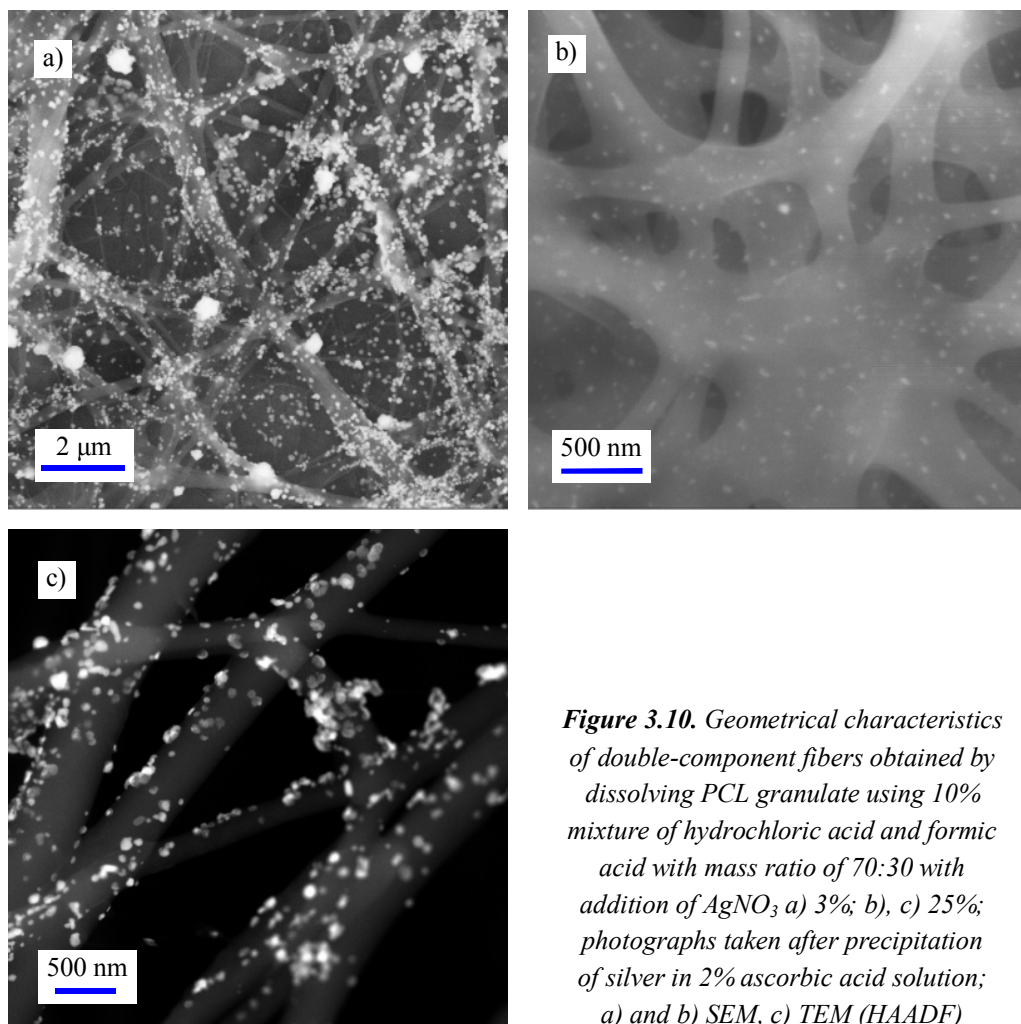 a)
2 μm
b)
500 nm
c)
500 nm
Figure 3.10. Geometrical characteristics
of double-component fibers obtained by
dissolving PCL granulate using 10%
mixture of hydrochloric acid and formic
acid with mass ratio of 70:30 with
addition of AgNO₃ a) 3%; b), c) 25%;
photographs taken after precipitation
of silver in 2% ascorbic acid solution;
a) and b) SEM, c) TEM (HAADF)